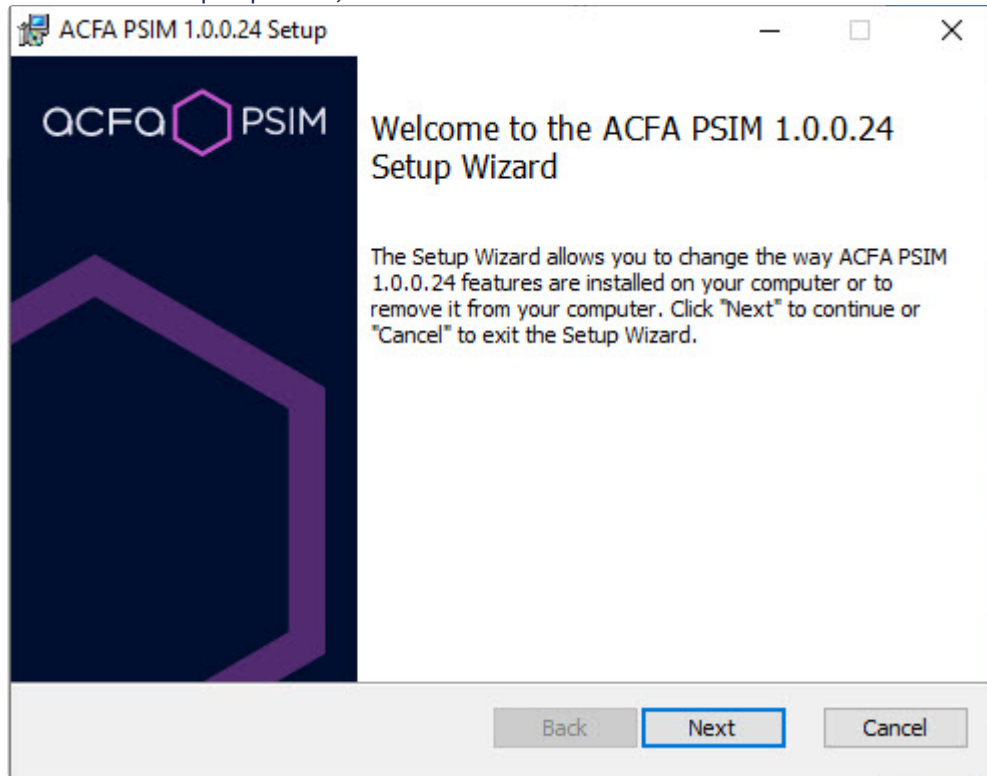 ACFA PSIM 1.0.0.24 Setup
acfa PSIM
Welcome to the ACFA PSIM 1.0.0.24
Setup Wizard
The Setup Wizard allows you to change the way ACFA PSIM
1.0.0.24 features are installed on your computer or to
remove it from your computer. Click "Next" to continue or
"Cancel" to exit the Setup Wizard.
Back
Next
Cancel